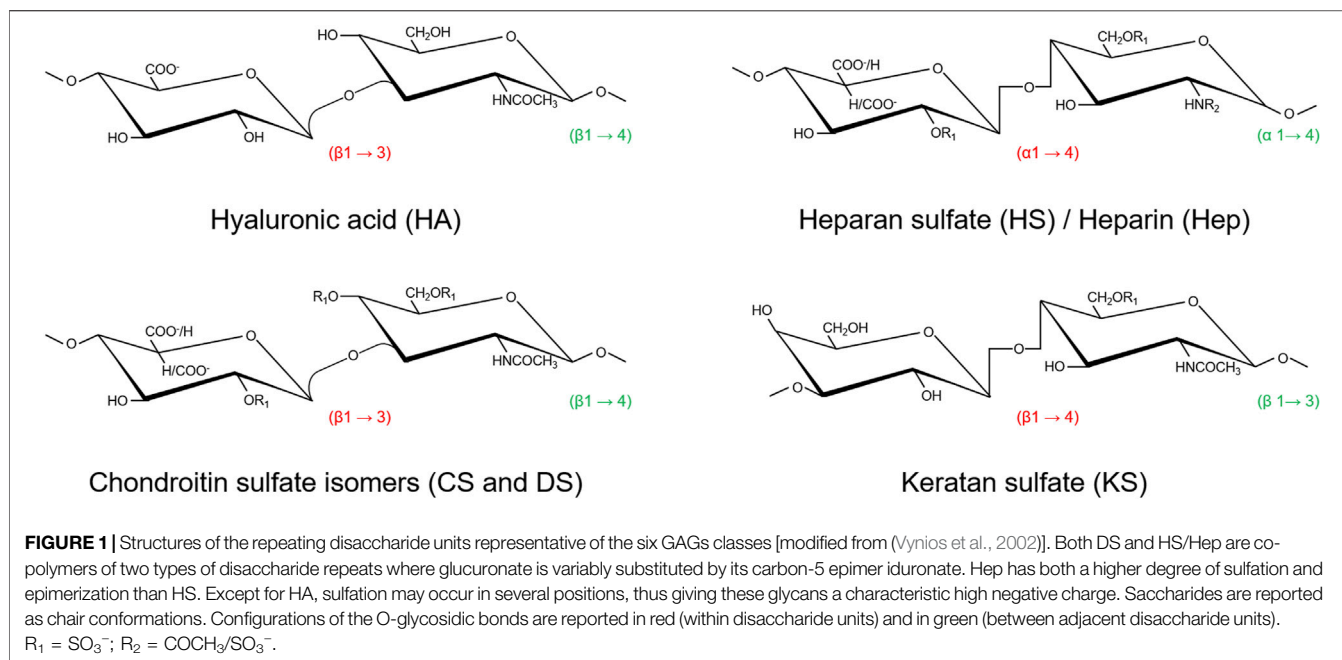 HO
CH₂OH
O
COO⁻
O
O
O
NHCOCH₃
O
HO
OH
(β1 → 3)
(β1 → 4)
Hyaluronic acid (HA)
CH₂OR₁
O
COO⁻/H
O
O
O
H/COO⁻
HO
HNR₂
O
HO
OR₁
(α1 → 4)
(α 1→ 4)
Heparan sulfate (HS) / Heparin (Hep)
R₁O
CH₂OR₁
O
COO⁻/H
O
O
O
H/COO⁻
HNCOCH₃
O
HO
OR₁
(β1 → 3)
(β1 → 4)
Chondroitin sulfate isomers (CS and DS)
CH₂OR₁
O
HO
CH₂OH
O
O
HO
HNCOCH₃
O
O
OH
(β1 → 4)
(β 1→ 3)
Keratan sulfate (KS)
FIGURE 1 | Structures of the repeating disaccharide units representative of the six GAGs classes [modified from (Vynios et al., 2002)]. Both DS and HS/Hep are co-
polymers of two types of disaccharide repeats where glucuronate is variably substituted by its carbon-5 epimer iduronate. Hep has both a higher degree of sulfation and
epimerization than HS. Except for HA, sulfation may occur in several positions, thus giving these glycans a characteristic high negative charge. Saccharides are reported
as chair conformations. Configurations of the O-glycosidic bonds are reported in red (within disaccharide units) and in green (between adjacent disaccharide units).
R₁ = SO₃⁻; R₂ = COCH₃/SO₃⁻.